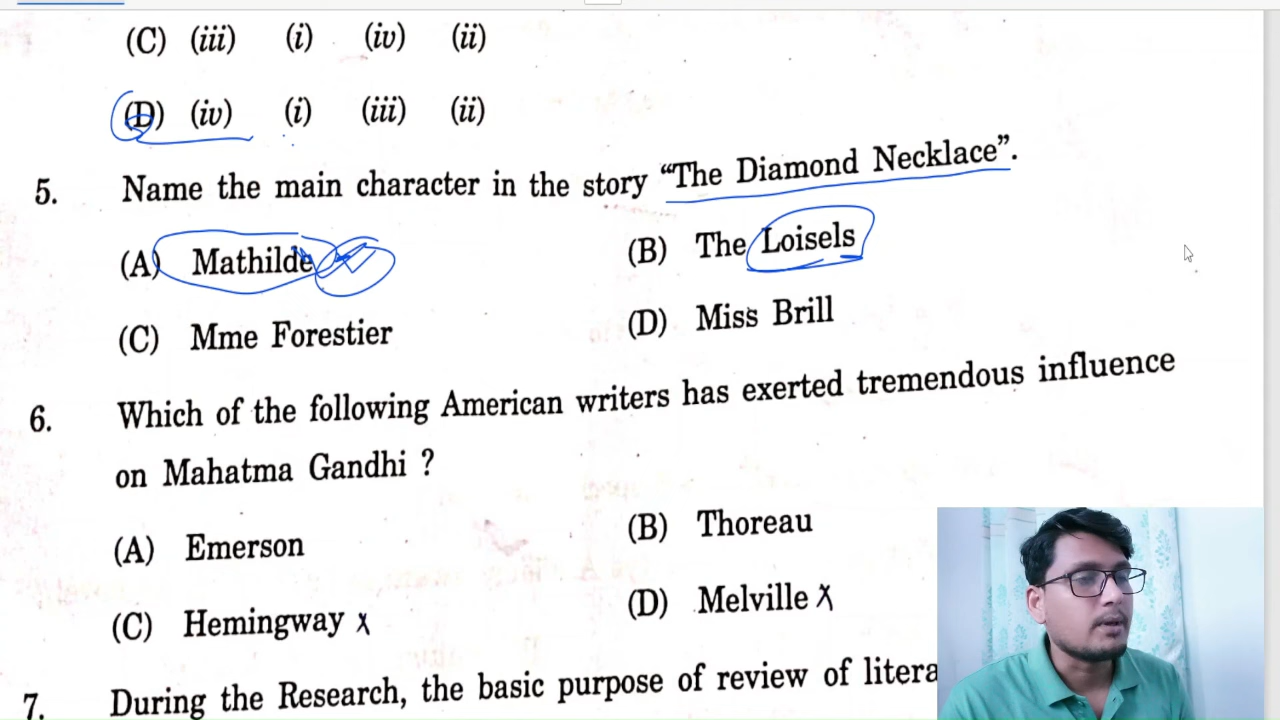 (C) (iii) (i) (iv) (ii)
(D) (iv) (i) (iii) (ii)
5. Name the main character in the story “The Diamond Necklace”.
(A) Mathilde (B) The Loisels
(C) Mme Forestier (D) Miss Brill
6. Which of the following American writers has exerted tremendous influence
on Mahatma Gandhi ?
(A) Emerson (B) Thoreau
(C) Hemingway x (D) Melville x
7. During the Research, the basic purpose of review of litera